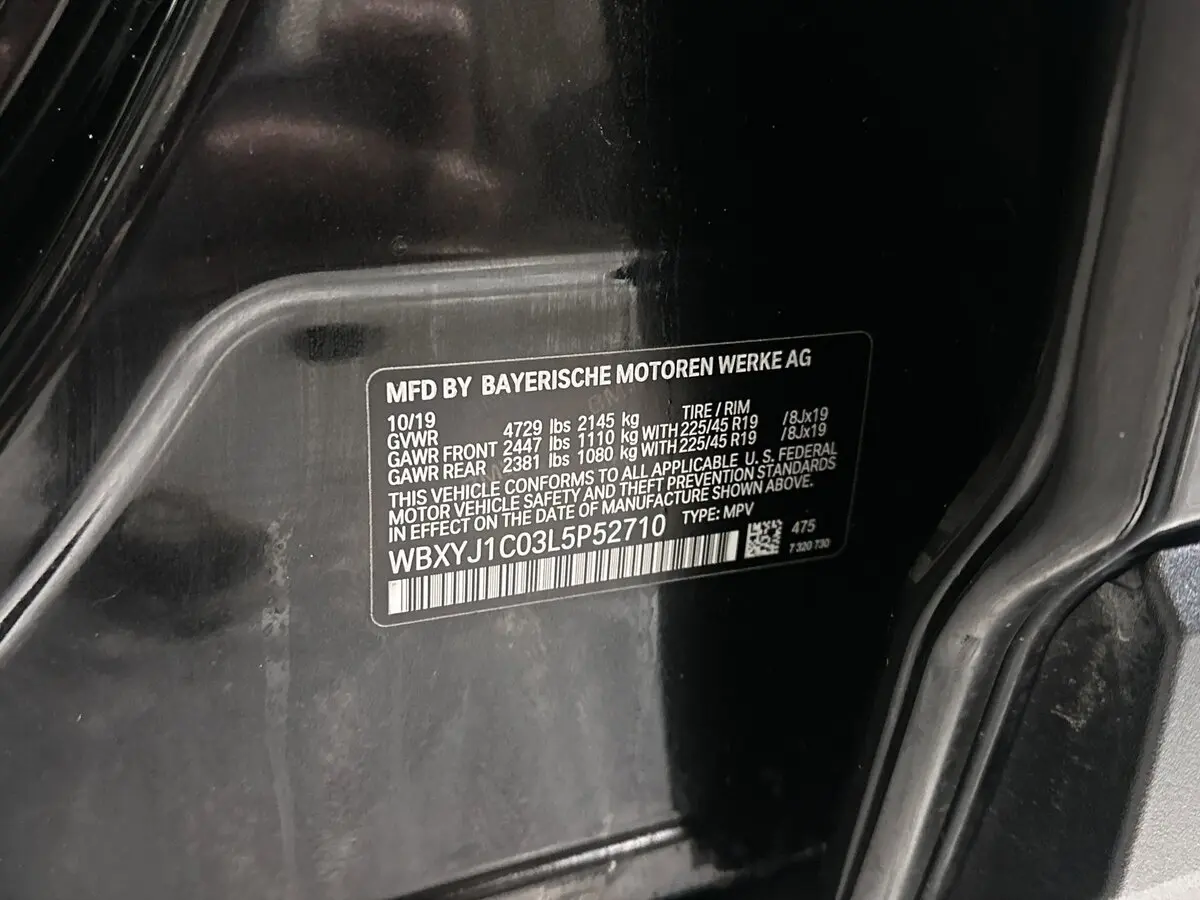 MFD BY BAYERISCHE MOTOREN WERKE AG
10/19 TIRE / RIM
GVWR 4729 lbs 2145 kg
GAWR FRONT 2447 lbs 1110 kg WITH 225/45 R19 /8Jx19
GAWR REAR 2381 lbs 1080 kg WITH 225/45 R19 /8Jx19
THIS VEHICLE CONFORMS TO ALL APPLICABLE U. S. FEDERAL
MOTOR VEHICLE SAFETY AND THEFT PREVENTION STANDARDS
IN EFFECT ON THE DATE OF MANUFACTURE SHOWN ABOVE.
WBXYJ1C03L5P52710 TYPE: MPV
475
7 320 730